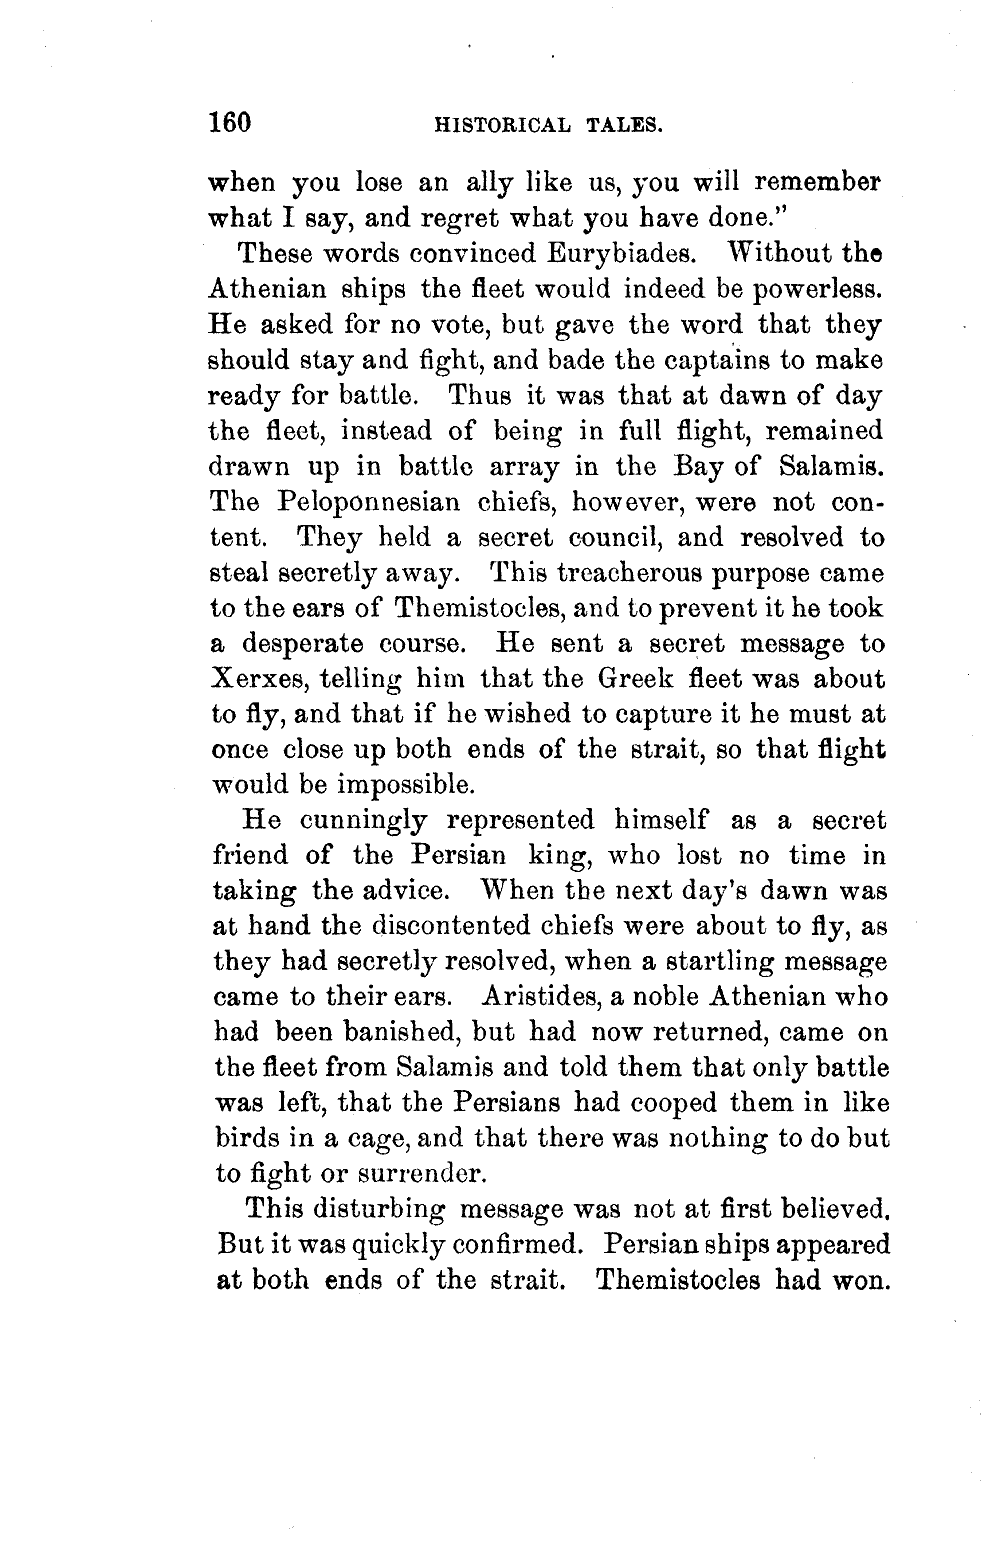 160 HISTORICAL TALES.
when you lose an ally like us, you will remember
what I say, and regret what you have done."
These words convinced Eurybiades. Without the
Athenian ships the fleet would indeed be powerless.
He asked for no vote, but gave the word that they
should stay and fight, and bade the captains to make
ready for battle. Thus it was that at dawn of day
the fleet, instead of being in full flight, remained
drawn up in battle array in the Bay of Salamis.
The Peloponnesian chiefs, however, were not con-
tent. They held a secret council, and resolved to
steal secretly away. This treacherous purpose came
to the ears of Themistocles, and to prevent it he took
a desperate course. He sent a secret message to
Xerxes, telling him that the Greek fleet was about
to fly, and that if he wished to capture it he must at
once close up both ends of the strait, so that flight
would be impossible.
He cunningly represented himself as a secret
friend of the Persian king, who lost no time in
taking the advice. When the next day's dawn was
at hand the discontented chiefs were about to fly, as
they had secretly resolved, when a startling message
came to their ears. Aristides, a noble Athenian who
had been banished, but had now returned, came on
the fleet from Salamis and told them that only battle
was left, that the Persians had cooped them in like
birds in a cage, and that there was nothing to do but
to fight or surrender.
This disturbing message was not at first believed.
But it was quickly confirmed. Persian ships appeared
at both ends of the strait. Themistocles had won.